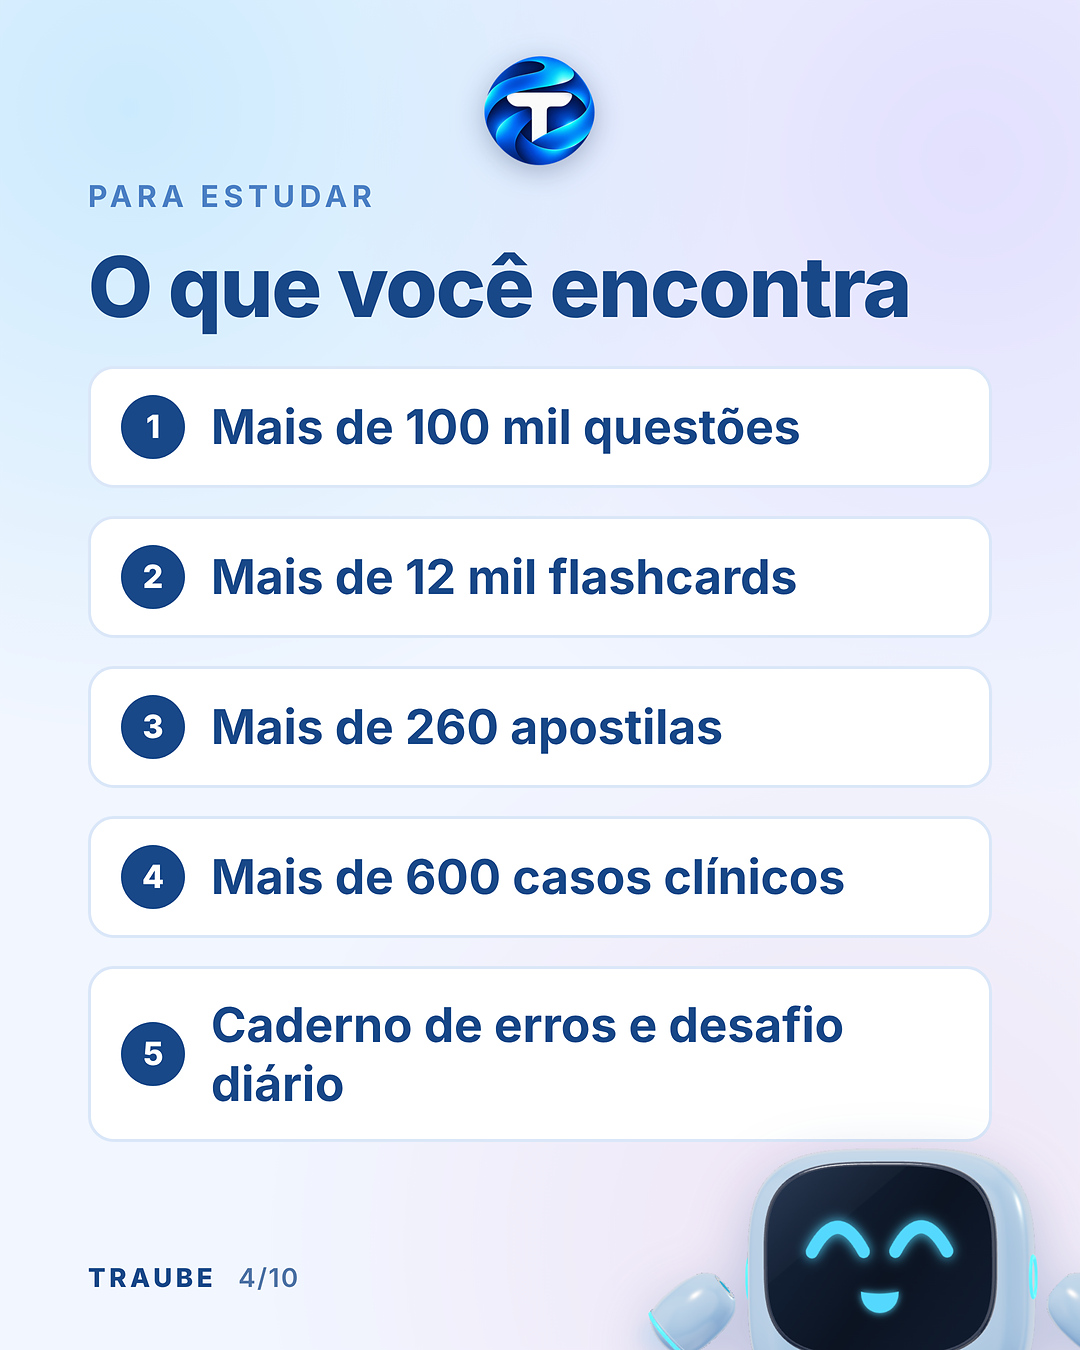 T
PARA ESTUDAR
O que você encontra
1 Mais de 100 mil questões
2 Mais de 12 mil flashcards
3 Mais de 260 apostilas
4 Mais de 600 casos clínicos
5 Caderno de erros e desafio
diário
TRAUBE 4/10